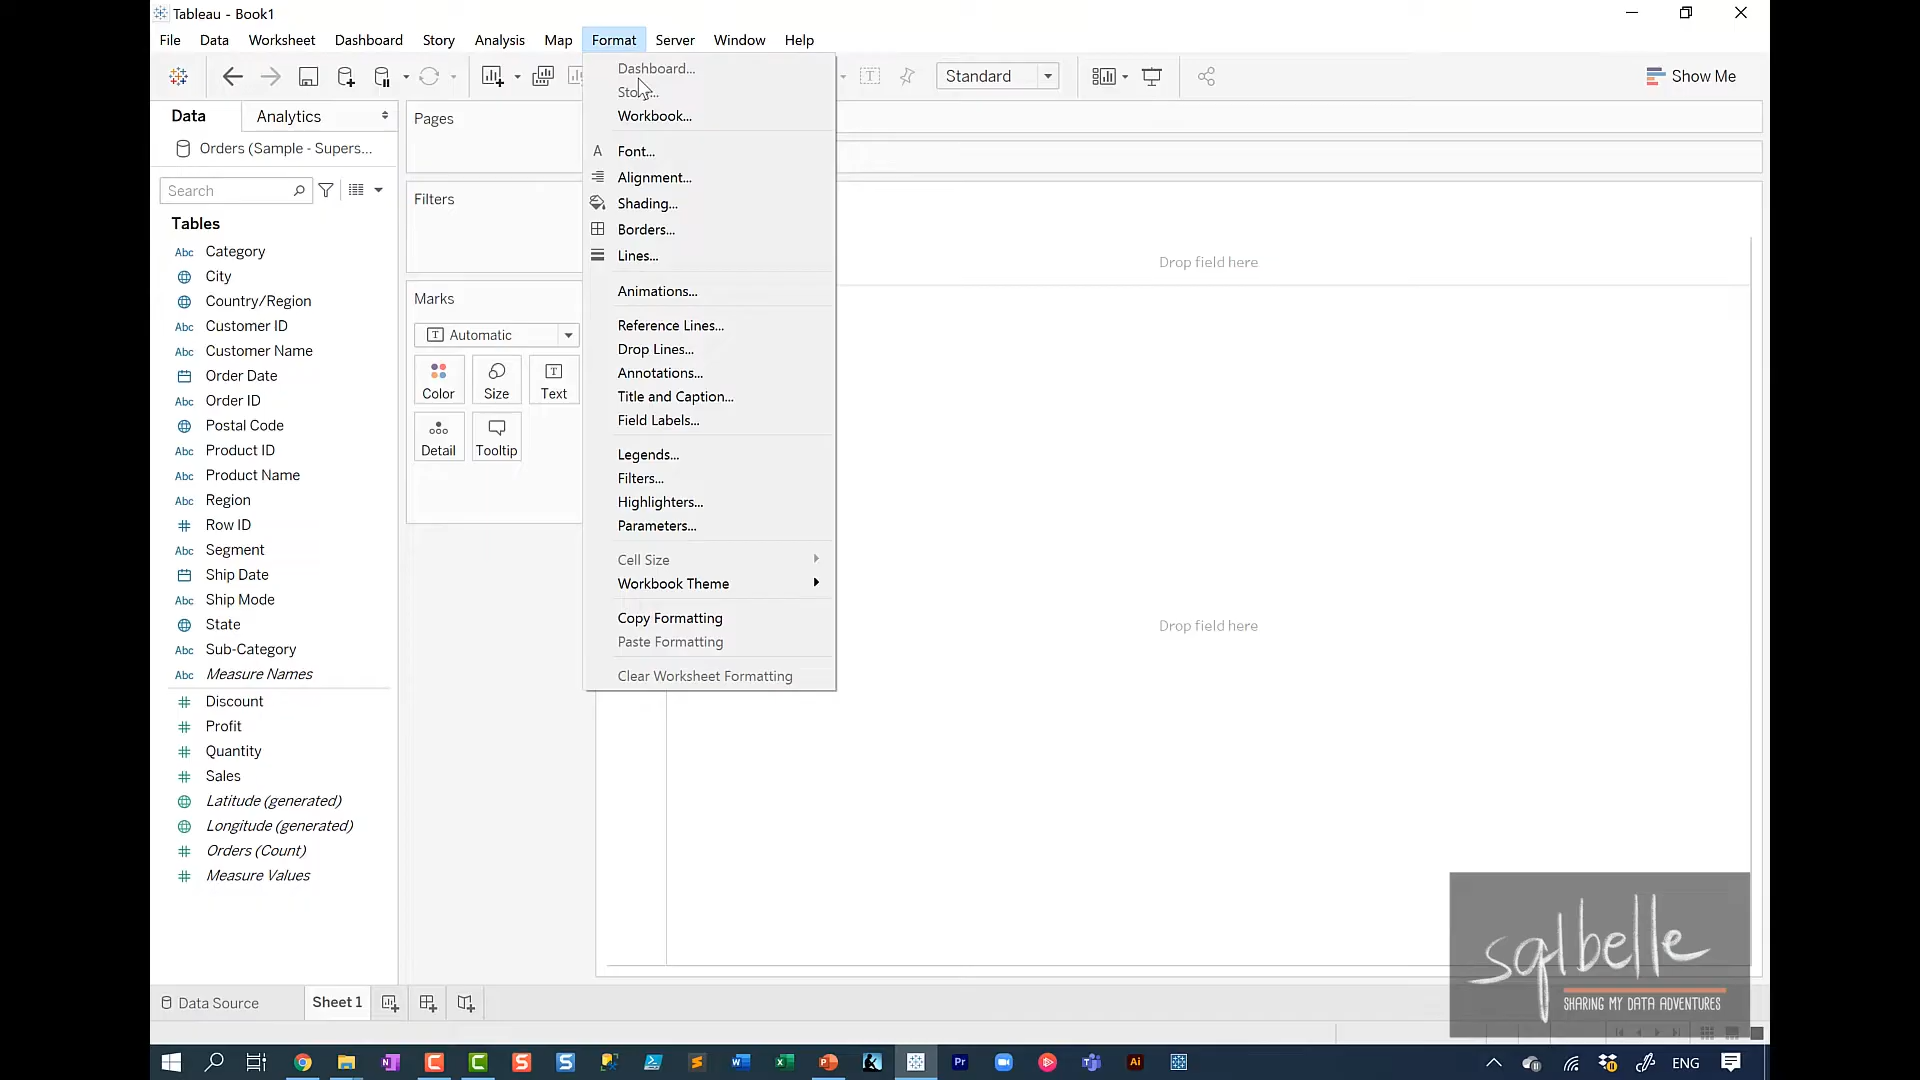 Tableau - Book1
File Data Worksheet Dashboard Story Analysis Map Format Server Window Help
Standard
Show Me
Data
Analytics
Orders (Sample - Supers...
Search
Tables
Category
City
Country/Region
Customer ID
Customer Name
Order Date
Order ID
Postal Code
Product ID
Product Name
Region
Row ID
Segment
Ship Date
Ship Mode
State
Sub-Category
Measure Names
Discount
Profit
Quantity
Sales
Latitude (generated)
Longitude (generated)
Orders (Count)
Measure Values
Pages
Filters
Marks
Automatic
Color Size Text
Detail Tooltip
Dashboard...
Workbook...
Font...
Alignment...
Shading...
Borders...
Lines...
Animations...
Reference Lines...
Drop Lines...
Annotations...
Title and Caption...
Field Labels...
Legends...
Filters...
Highlighters...
Parameters...
Cell Size
Workbook Theme
Copy Formatting
Paste Formatting
Clear Worksheet Formatting
Drop field here
Drop field here
Data Source
Sheet 1
sqlbelle
SHARING MY DATA ADVENTURES
ENG